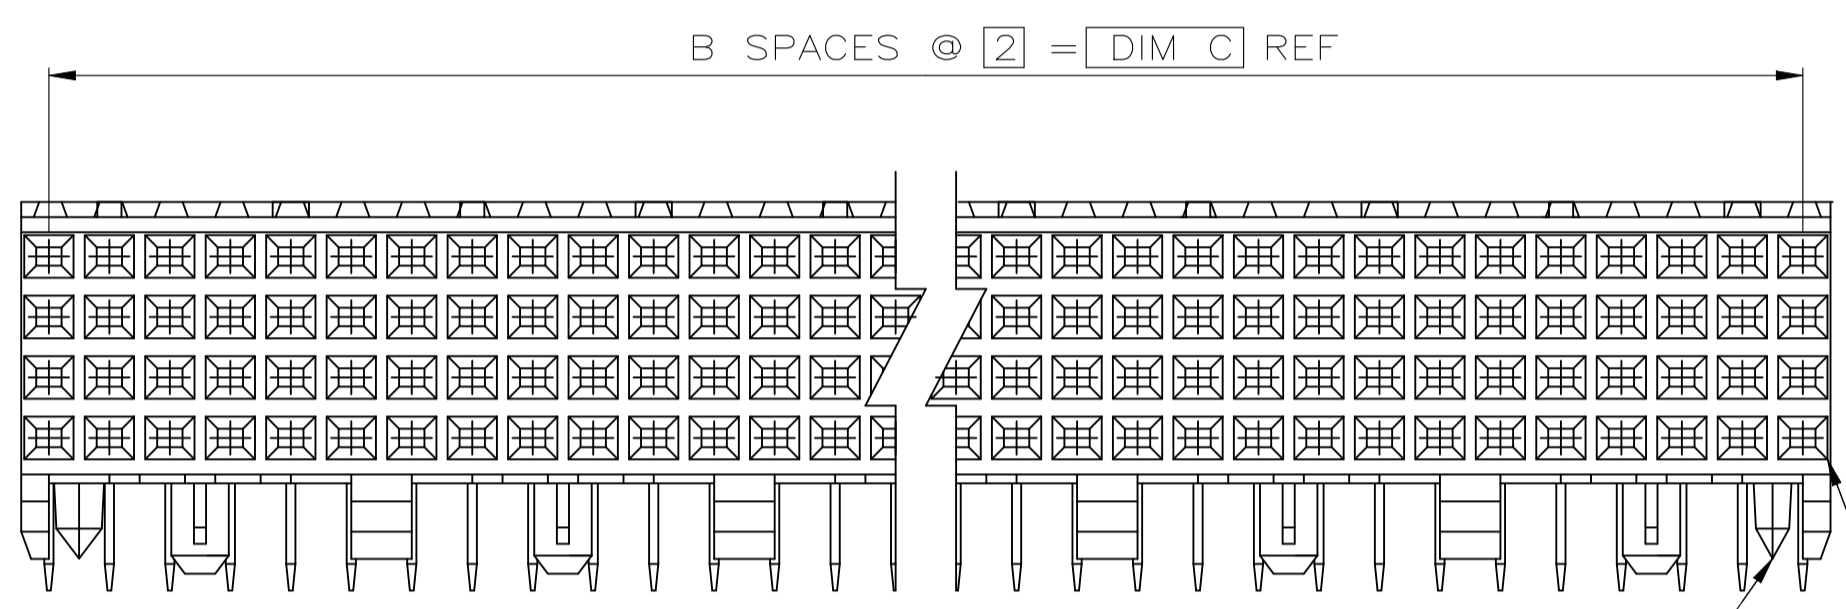 B SPACES @ 2 = DIM C REF